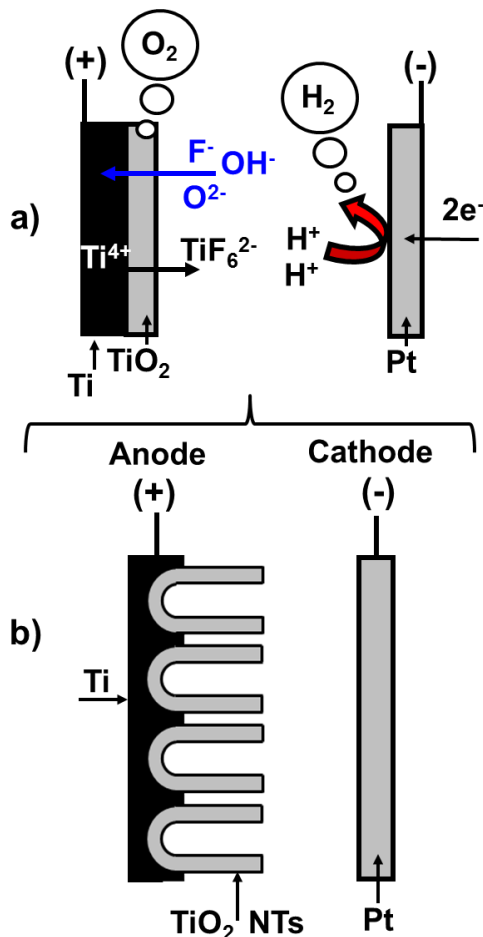 O₂
(+)
(-)
H₂
F⁻
OH⁻
O²⁻
2e⁻
a)
Ti⁴⁺
TiF₆²⁻
H⁺
H⁺
Ti
TiO₂
Pt
Anode
Cathode
(+)
(-)
b)
Ti
TiO₂ NTs
Pt